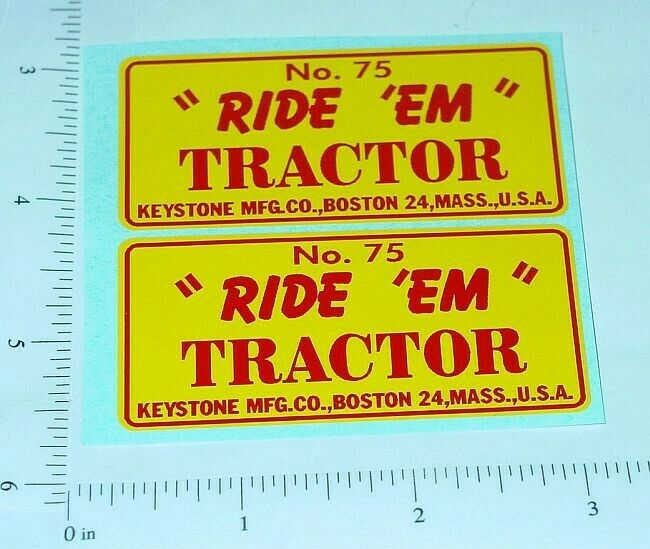 No. 75
" RIDE 'EM "
TRACTOR
KEYSTONE MFG.CO.,BOSTON 24,MASS.,U.S.A.
No. 75
" RIDE 'EM "
TRACTOR
KEYSTONE MFG.CO.,BOSTON 24,MASS.,U.S.A.
3
4
5
6
0 in
1
2
3